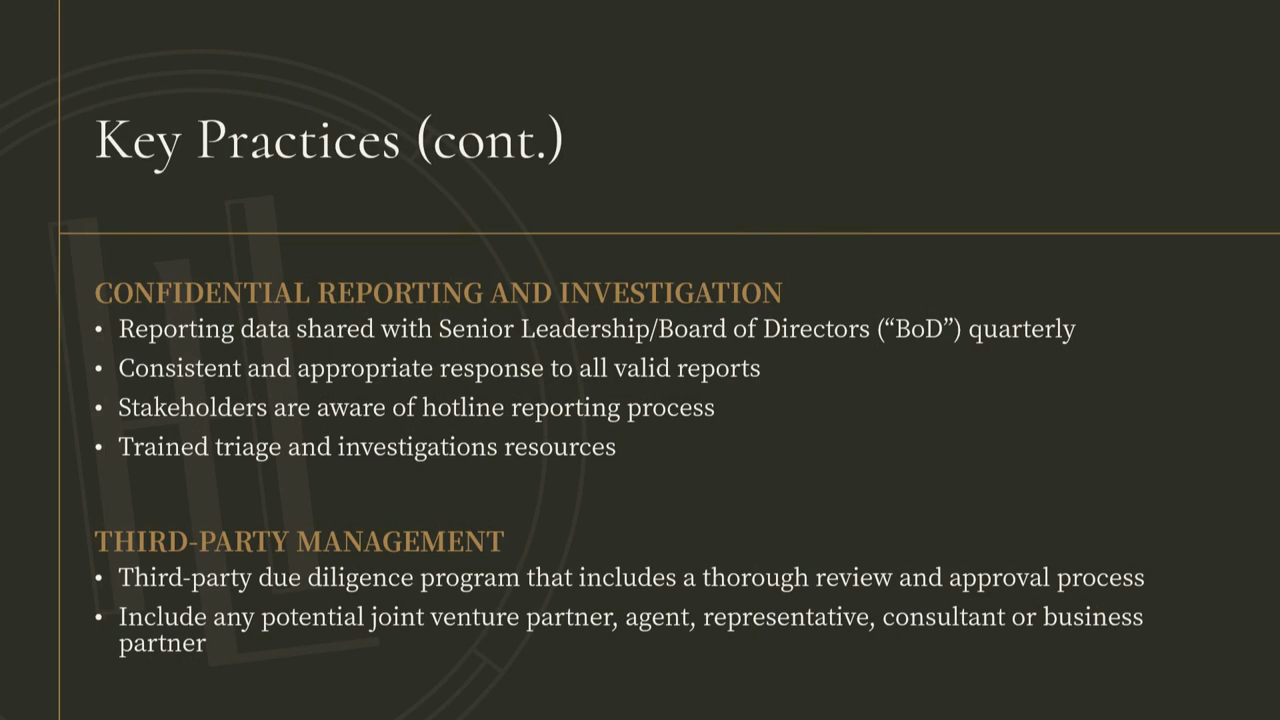 Key Practices (cont.)
CONFIDENTIAL REPORTING AND INVESTIGATION
• Reporting data shared with Senior Leadership/Board of Directors (“BoD”) quarterly
• Consistent and appropriate response to all valid reports
• Stakeholders are aware of hotline reporting process
• Trained triage and investigations resources
THIRD-PARTY MANAGEMENT
• Third-party due diligence program that includes a thorough review and approval process
• Include any potential joint venture partner, agent, representative, consultant or business
partner